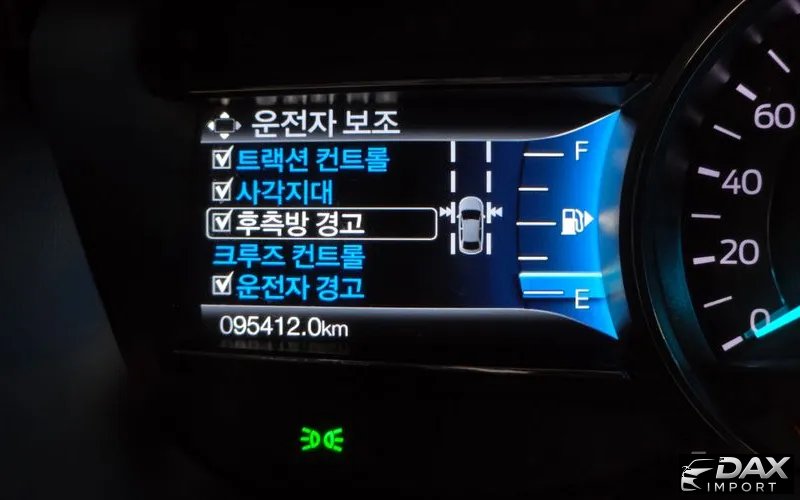 운전자 보조
트랙션 컨트롤
사각지대
후측방 경고
크루즈 컨트롤
운전자 경고
095412.0km
F
E
60
40
20
0
DAX
IMPORT